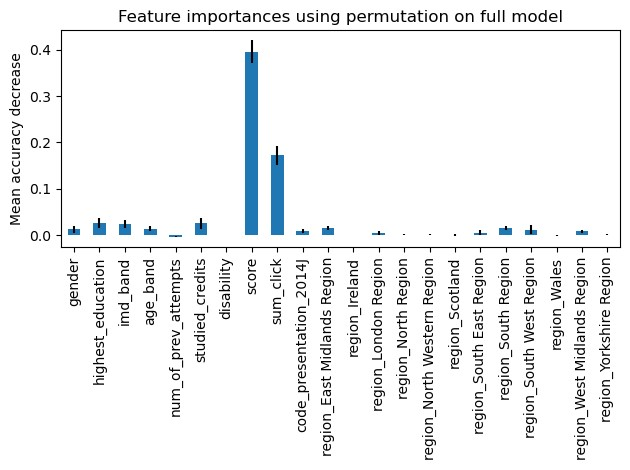 Feature importances using permutation on full model
Mean accuracy decrease
0.4
0.3
0.2
0.1
0.0
gender
highest_education
imd_band
age_band
num_of_prev_attempts
studied_credits
disability
score
sum_click
code_presentation_2014J
region_East Midlands Region
region_Ireland
region_London Region
region_North Region
region_North Western Region
region_Scotland
region_South East Region
region_South Region
region_South West Region
region_Wales
region_West Midlands Region
region_Yorkshire Region